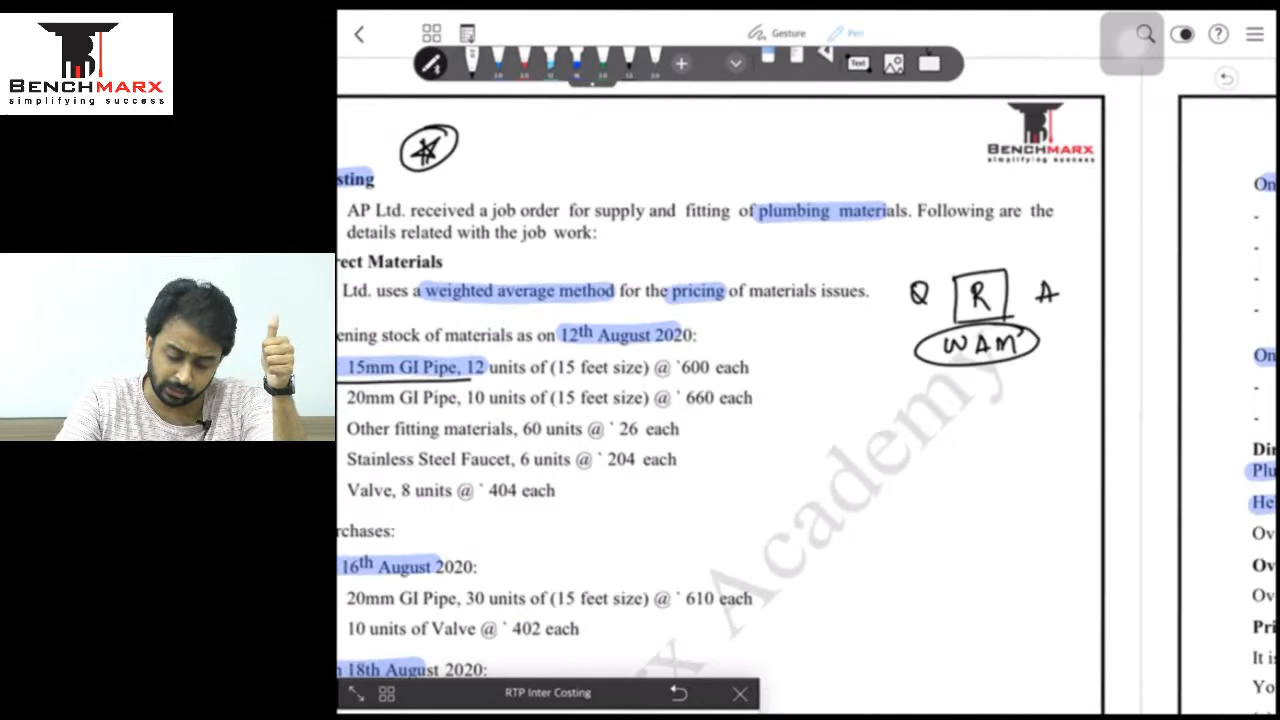 BENCHMARX
simplifying success
Gesture
Pen
Text
BENCHMARX
simplifying success
sting
AP Ltd. received a job order for supply and fitting of plumbing materials. Following are the
details related with the job work:
rect Materials
Ltd. uses a weighted average method for the pricing of materials issues.
Q R A
WAM
ening stock of materials as on 12th August 2020:
15mm GI Pipe, 12 units of (15 feet size) @ `600 each
20mm GI Pipe, 10 units of (15 feet size) @ ` 660 each
Other fitting materials, 60 units @ ` 26 each
Stainless Steel Faucet, 6 units @ ` 204 each
Valve, 8 units @ ` 404 each
rchases:
16th August 2020:
20mm GI Pipe, 30 units of (15 feet size) @ ` 610 each
10 units of Valve @ ` 402 each
n 18th August 2020:
x Academy
RTP Inter Costing
On
On
Dir
Plu
He
Ov
Ov
Ov
Pri
It is
Yo